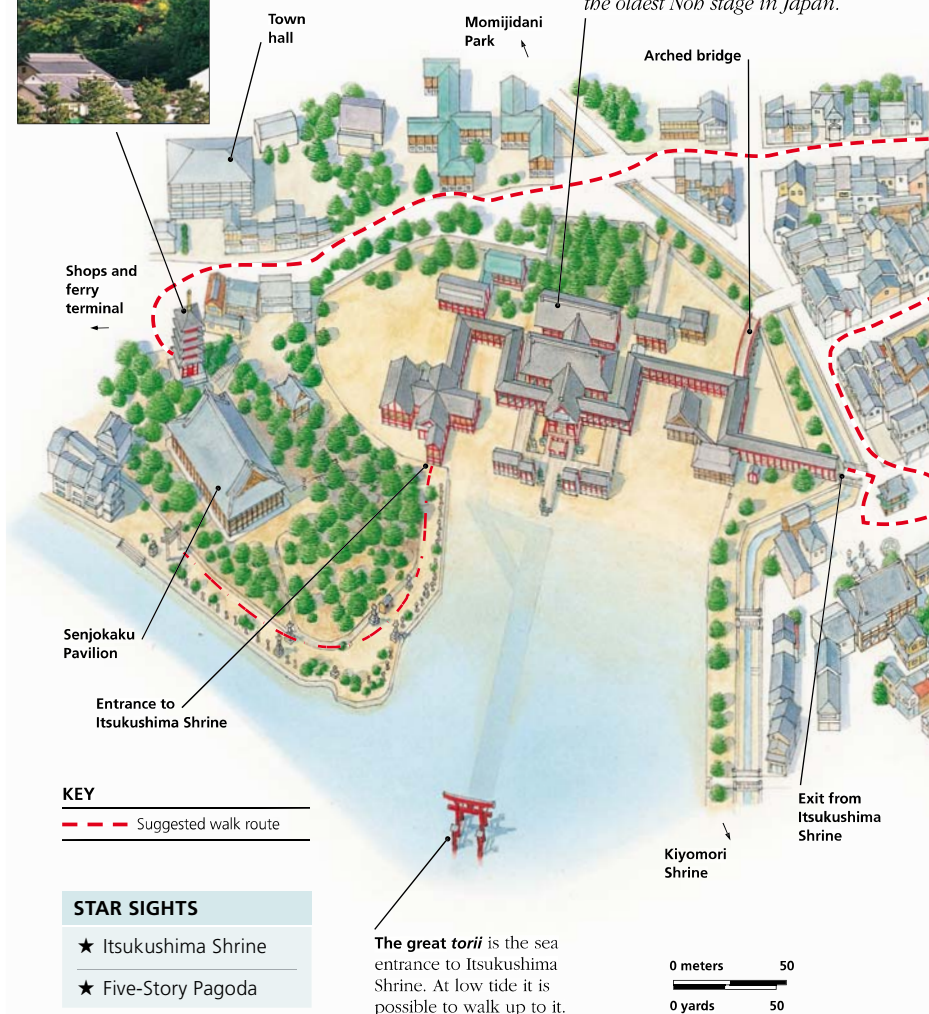 the oldest Noh stage in Japan.
Town
hall
Momijidani
Park
Arched bridge
Shops and
ferry
terminal
Senjokaku
Pavilion
Entrance to
Itsukushima Shrine
KEY
Suggested walk route
Exit from
Itsukushima
Shrine
Kiyomori
Shrine
STAR SIGHTS
★ Itsukushima Shrine
★ Five-Story Pagoda
The great torii is the sea
entrance to Itsukushima
Shrine. At low tide it is
possible to walk up to it.
0 meters 50
0 yards 50